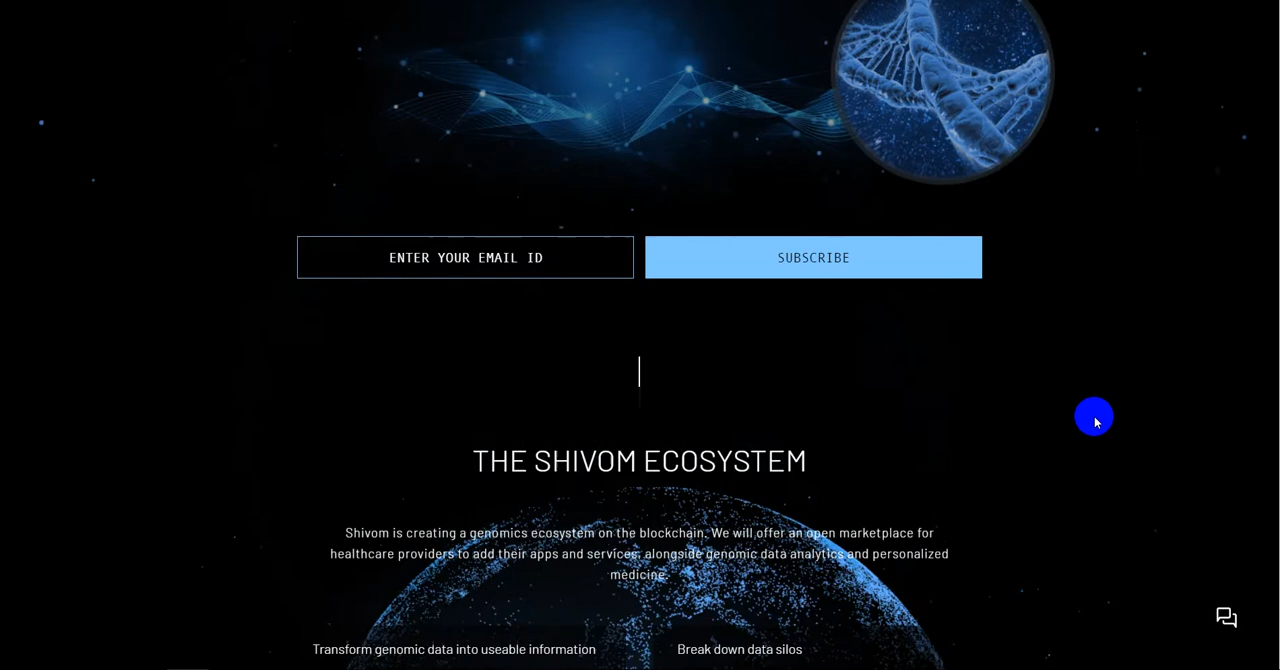 ENTER YOUR EMAIL ID
SUBSCRIBE
THE SHIVOM ECOSYSTEM
Shivom is creating a genomics ecosystem on the blockchain. We will offer an open marketplace for
healthcare providers to add their apps and services, alongside genomic data analytics and personalized
medicine.
Transform genomic data into useable information
Break down data silos